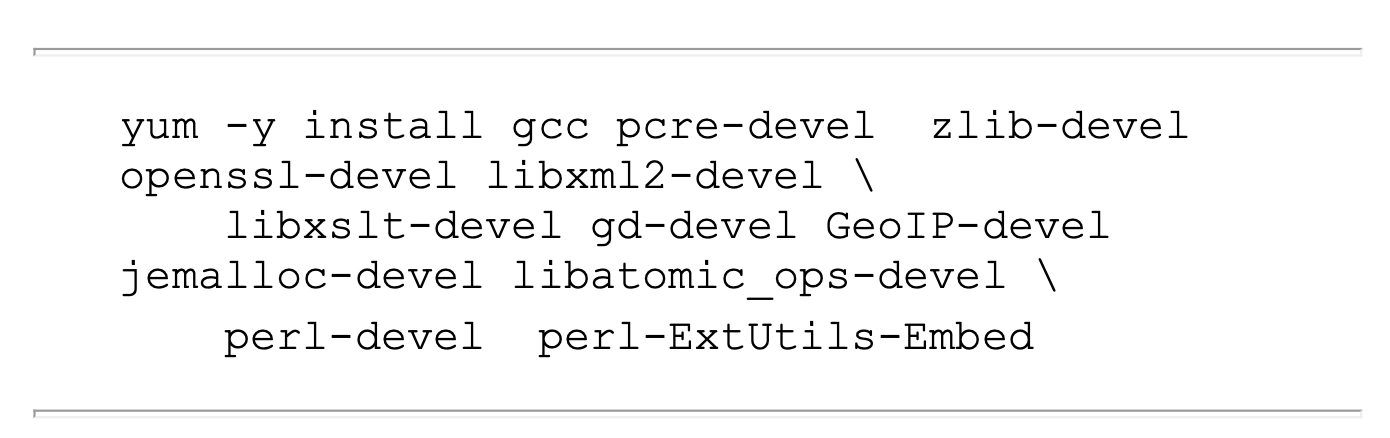 yum -y install gcc pcre-devel  zlib-devel
openssl-devel libxml2-devel \
    libxslt-devel gd-devel GeoIP-devel
jemalloc-devel libatomic_ops-devel \
    perl-devel  perl-ExtUtils-Embed